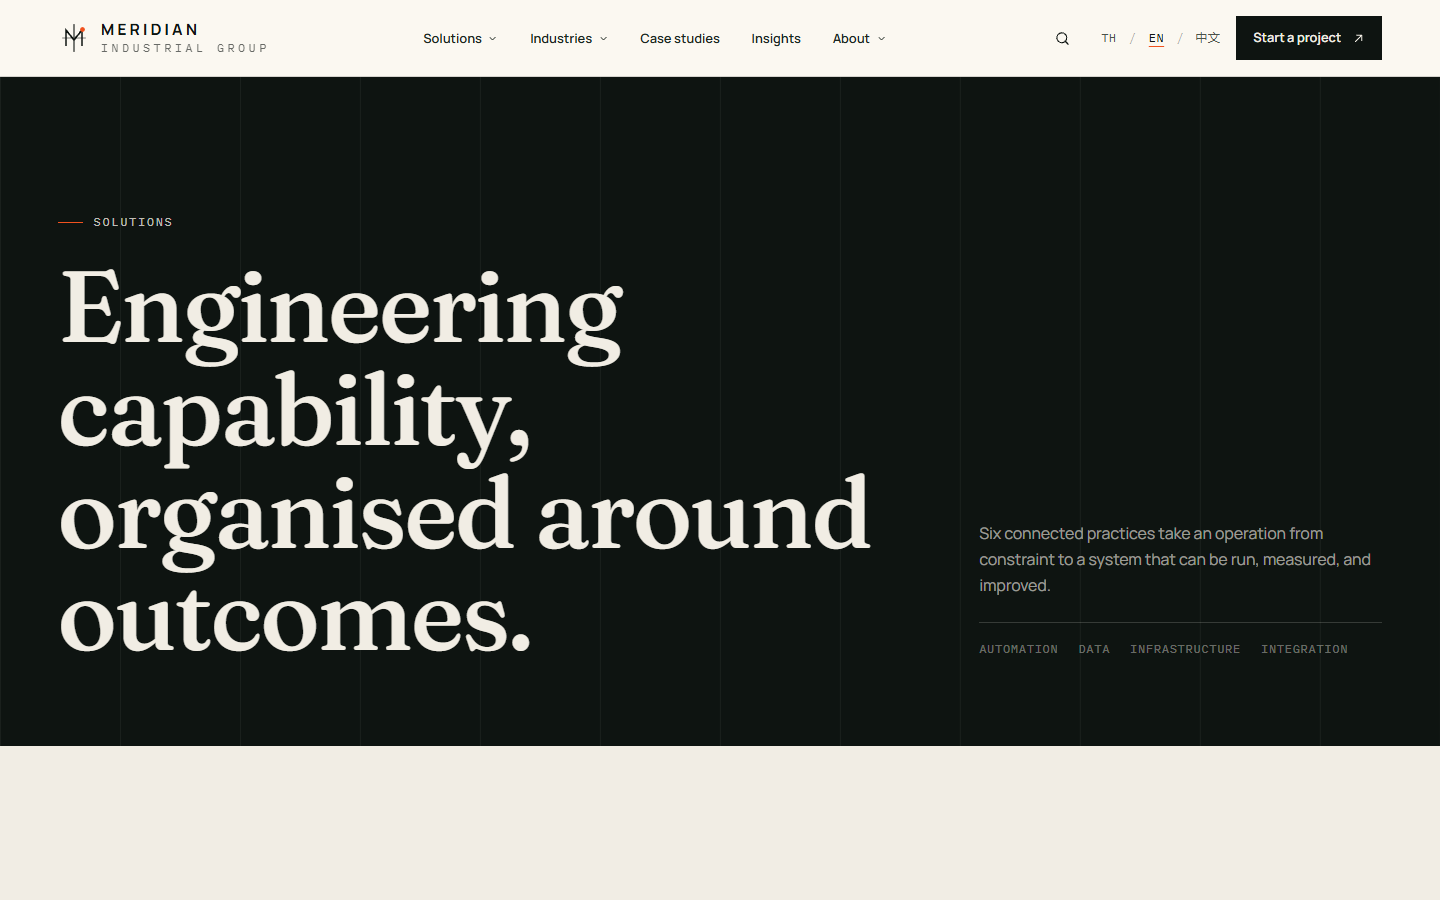 MERIDIAN
INDUSTRIAL GROUP
Solutions
Industries
Case studies
Insights
About
TH / EN / 中文
Start a project
SOLUTIONS
Engineering
capability,
organised around
outcomes.
Six connected practices take an operation from
constraint to a system that can be run, measured, and
improved.
AUTOMATION DATA INFRASTRUCTURE INTEGRATION